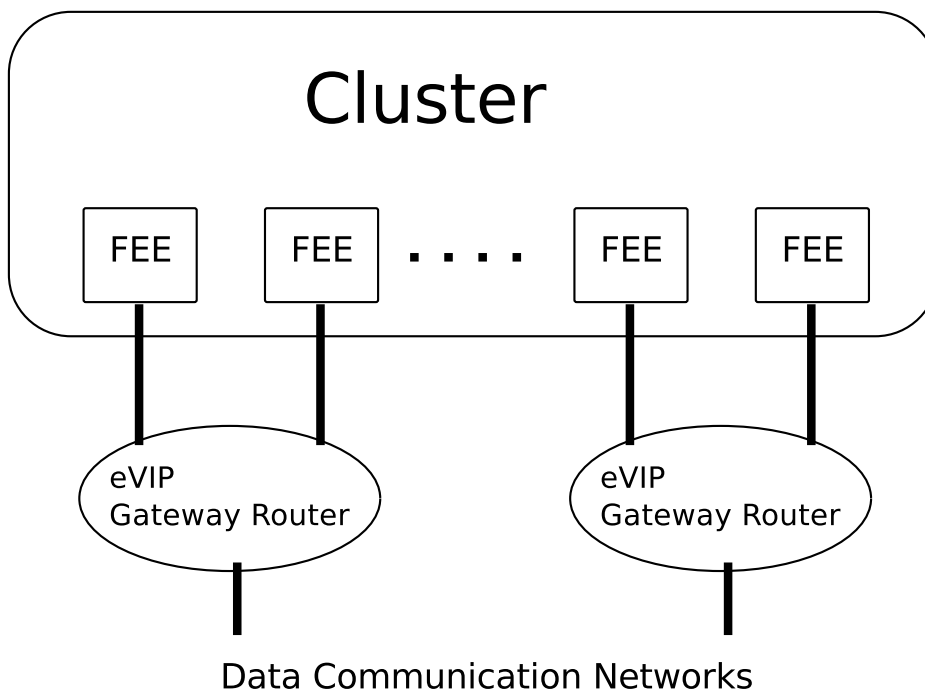 Cluster
FEE FEE . . . . FEE FEE
eVIP
Gateway Router
eVIP
Gateway Router
Data Communication Networks